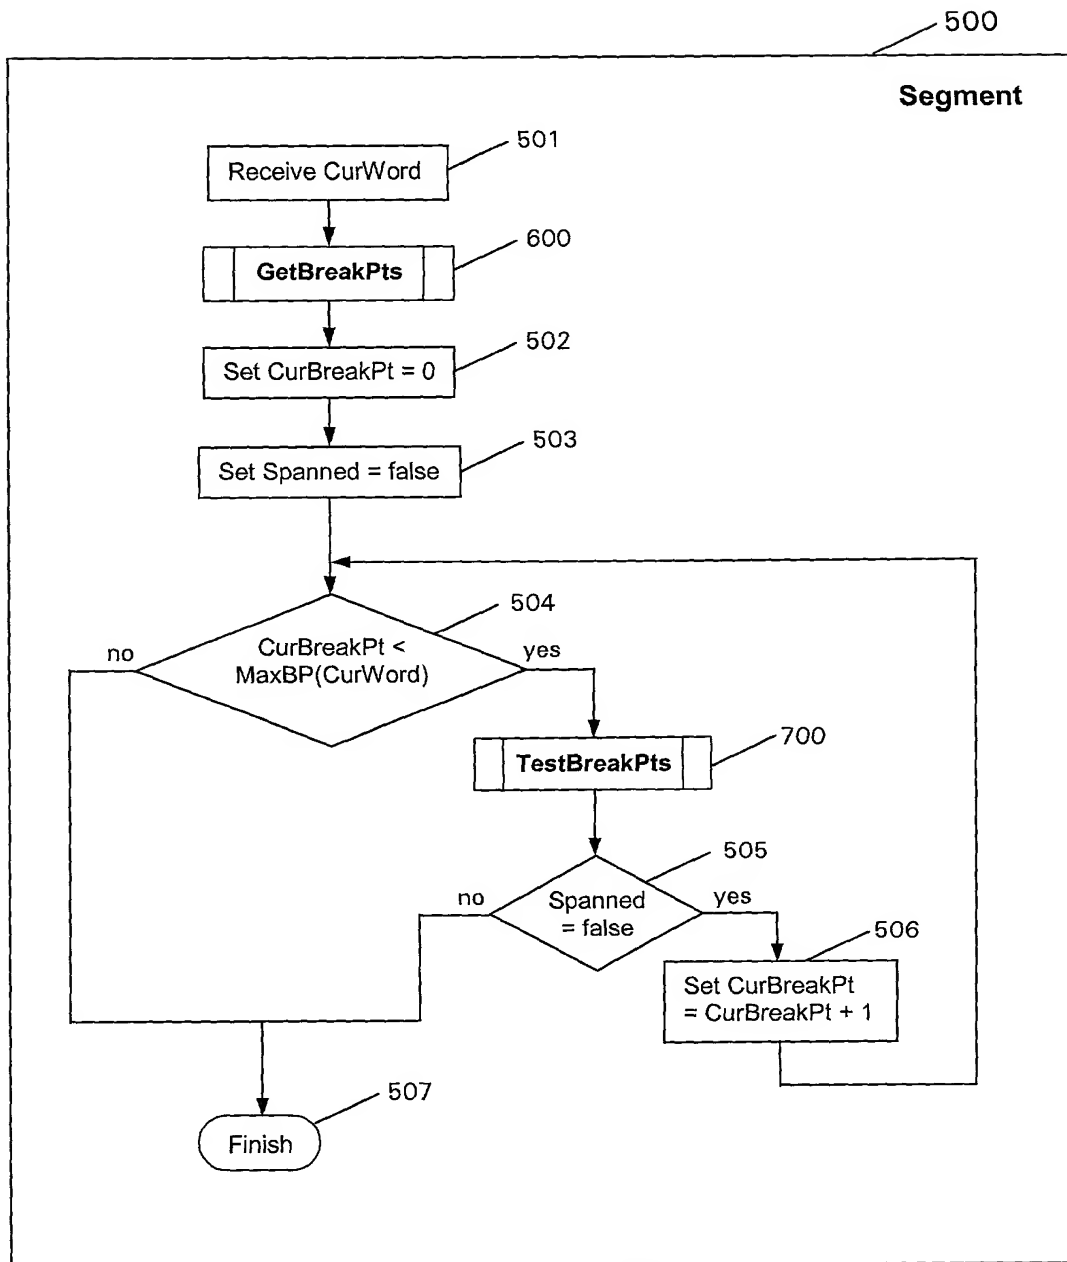 500
Segment
501
Receive CurWord
600
GetBreakPts
502
Set CurBreakPt = 0
503
Set Spanned = false
504
CurBreakPt <
MaxBP(CurWord)
no
yes
700
TestBreakPts
505
Spanned
= false
no
yes
506
Set CurBreakPt
= CurBreakPt + 1
507
Finish